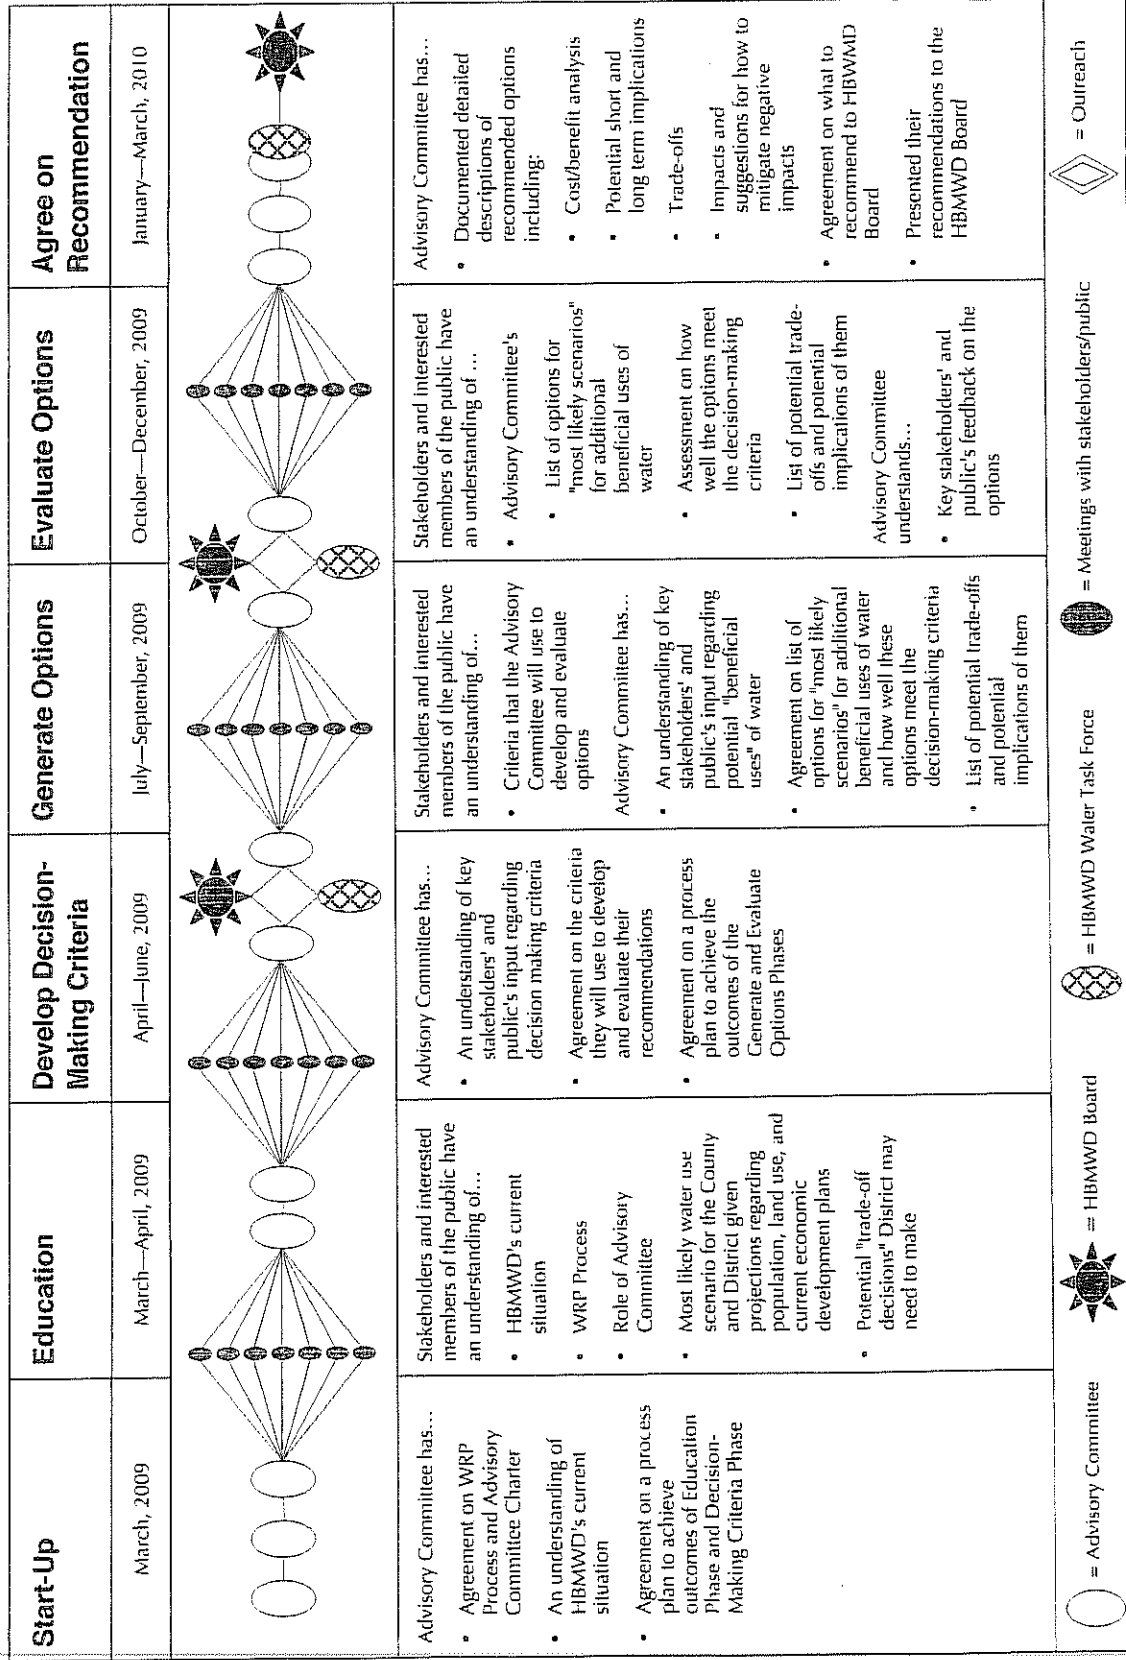 Start-Up
March, 2009
Advisory Committee has...
• Agreement on WRP
Process and Advisory
Committee Charter
• An understanding of
HBMWD's current
situation
• Agreement on a process
plan to achieve
outcomes of Education
Phase and Decision-
Making Criteria Phase
Education
March—April, 2009
Stakeholders and interested
members of the public have
an understanding of...
• HBMWD's current
situation
• WRP Process
• Role of Advisory
Committee
• Most likely water use
scenario for the County
and District given
projections regarding
population, land use, and
current economic
development plans
• Potential "trade-off
decisions" District may
need to make
Develop Decision-
Making Criteria
April—June, 2009
Advisory Committee has...
• An understanding of key
stakeholders' and
public's input regarding
decision making criteria
• Agreement on the criteria
they will use to develop
and evaluate their
recommendations
• Agreement on a process
plan to achieve the
outcomes of the
Generate and Evaluate
Options Phases
Generate Options
July—September, 2009
Stakeholders and interested
members of the public have
an understanding of...
• Criteria that the Advisory
Committee will use to
develop and evaluate
options
Advisory Committee has...
• An understanding of key
stakeholders' and
public's input regarding
potential "beneficial
uses" of water
• Agreement on list of
options for "most likely
scenarios" for additional
beneficial uses of water
and how well these
options meet the
decision-making criteria
• List of potential trade-offs
and potential
implications of them
Evaluate Options
October—December, 2009
Stakeholders and interested
members of the public have
an understanding of ...
• Advisory Committee's
• List of options for
"most likely scenarios"
for additional
beneficial uses of
water
• Assessment on how
well the options meet
the decision-making
criteria
• List of potential trade-
offs and potential
implications of them
Advisory Committee
understands...
• Key stakeholders' and
public's feedback on the
options
Agree on
Recommendation
January—March, 2010
Advisory Committee has...
• Documented detailed
descriptions of
recommended options
including:
• Cost/benefit analysis
• Potential short and
long term implications
• Trade-offs
• Impacts and
suggestions for how to
mitigate negative
impacts
• Agreement on what to
recommend to HBWMD
Board
• Presented their
recommendations to the
HBMWD Board
= Advisory Committee
= HBMWD Board
= HBMWD Water Task Force
= Meetings with stakeholders/public
= Outreach